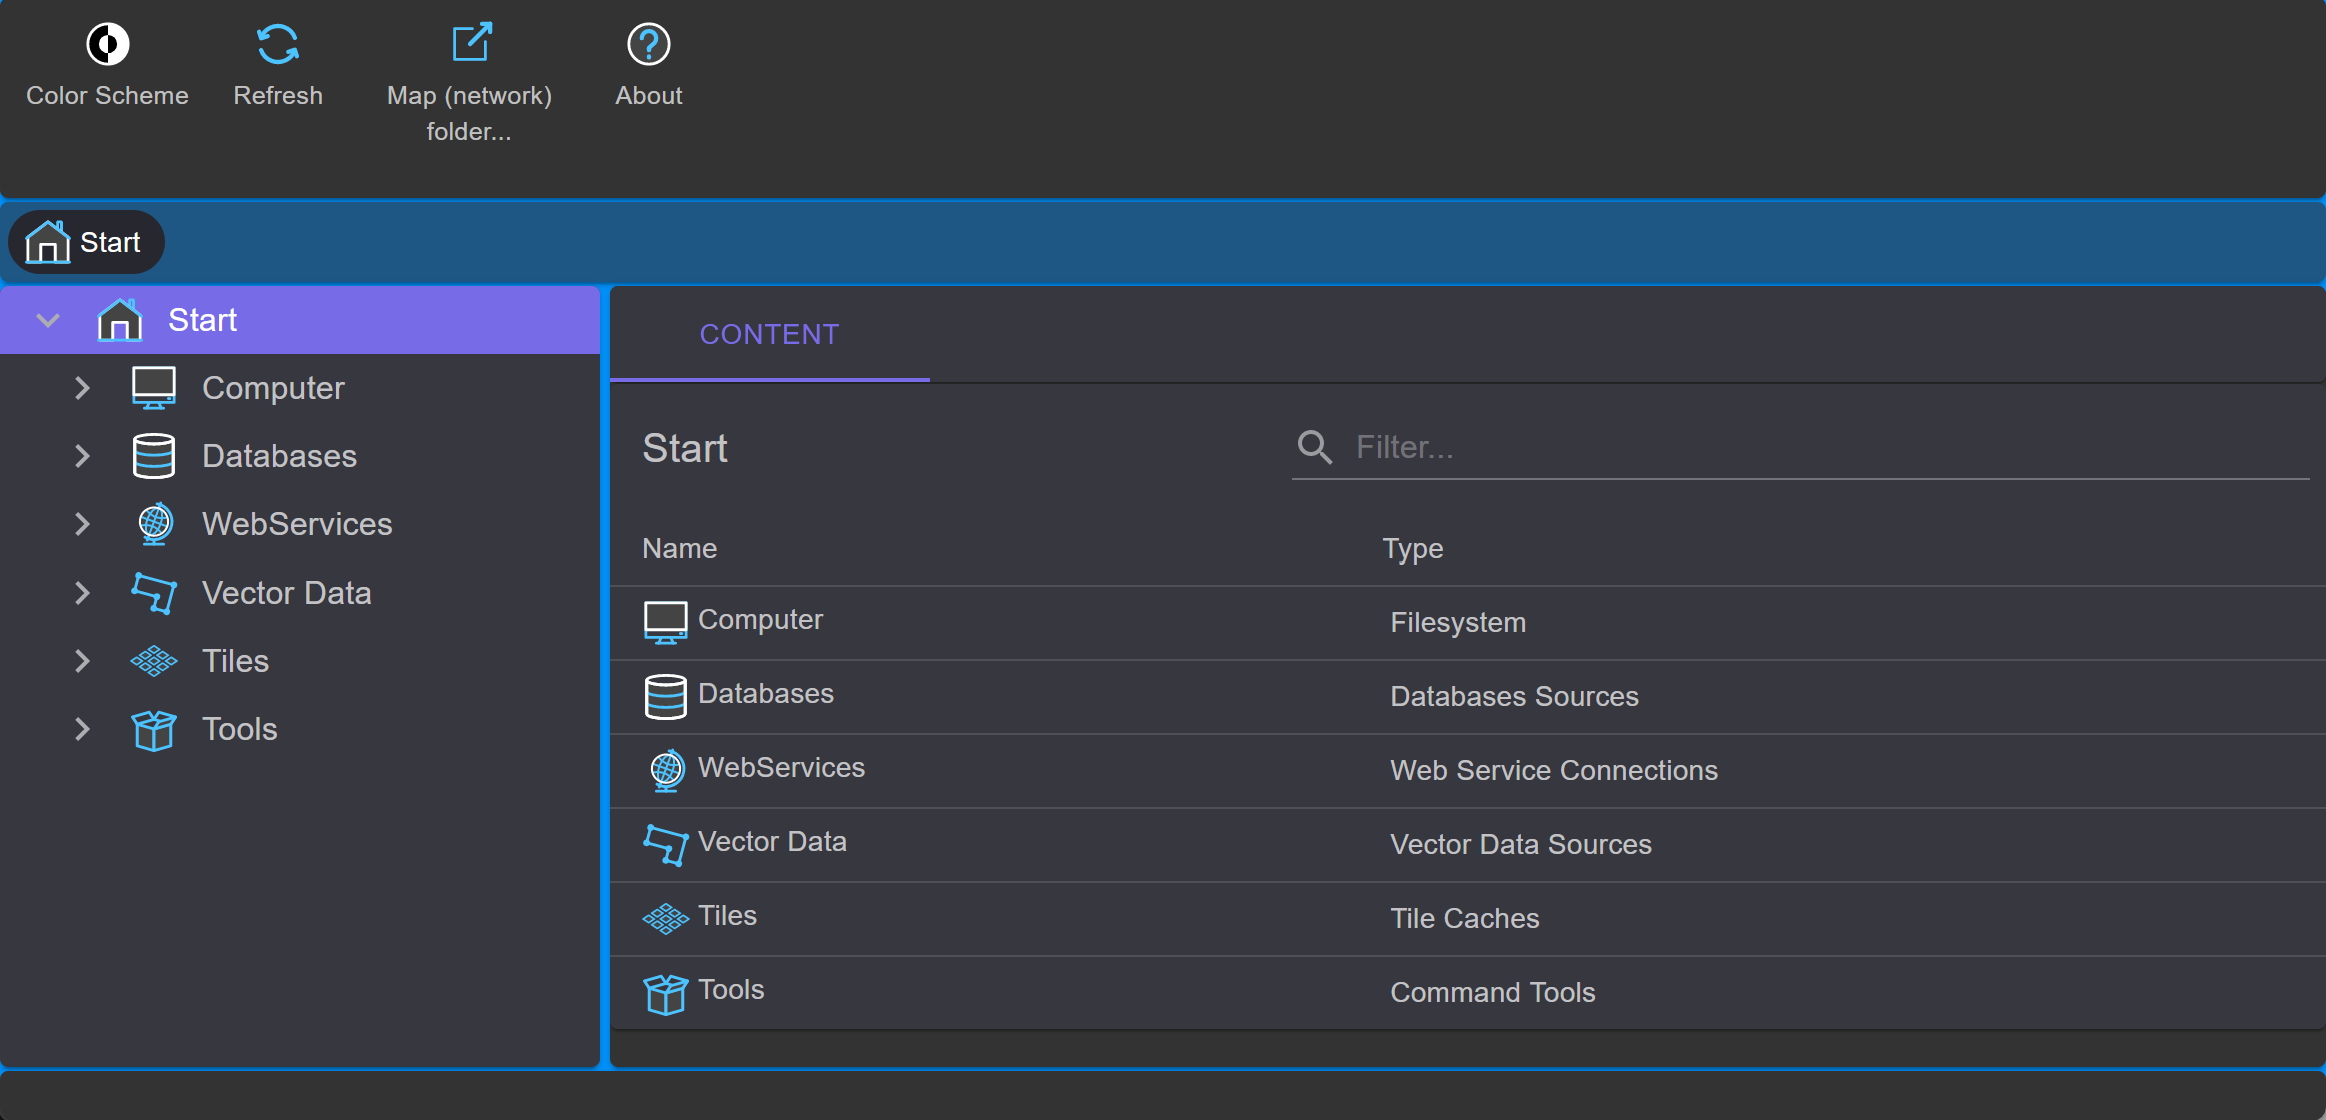 Color Scheme
Refresh
Map (network)
folder...
About
Start
Start
Computer
Databases
WebServices
Vector Data
Tiles
Tools
CONTENT
Start
Filter...
Name Type
Computer Filesystem
Databases Databases Sources
WebServices Web Service Connections
Vector Data Vector Data Sources
Tiles Tile Caches
Tools Command Tools